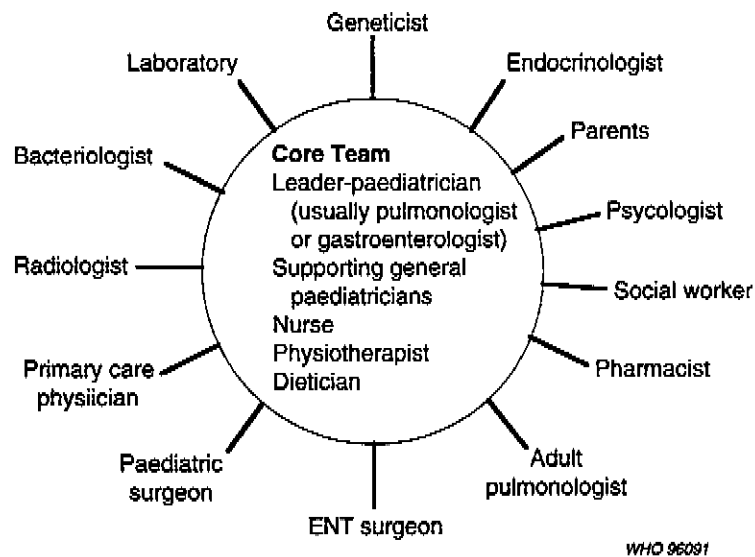 Geneticist
Laboratory
Endocrinologist
Bacteriologist
Parents
Psycologist
Radiologist
Social worker
Primary care
physiician
Pharmacist
Paediatric
surgeon
Adult
pulmonologist
ENT surgeon
Core Team
Leader-paediatrician
(usually pulmonologist
or gastroenterologist)
Supporting general
paediatricians
Nurse
Physiotherapist
Dietician
WHO 96091